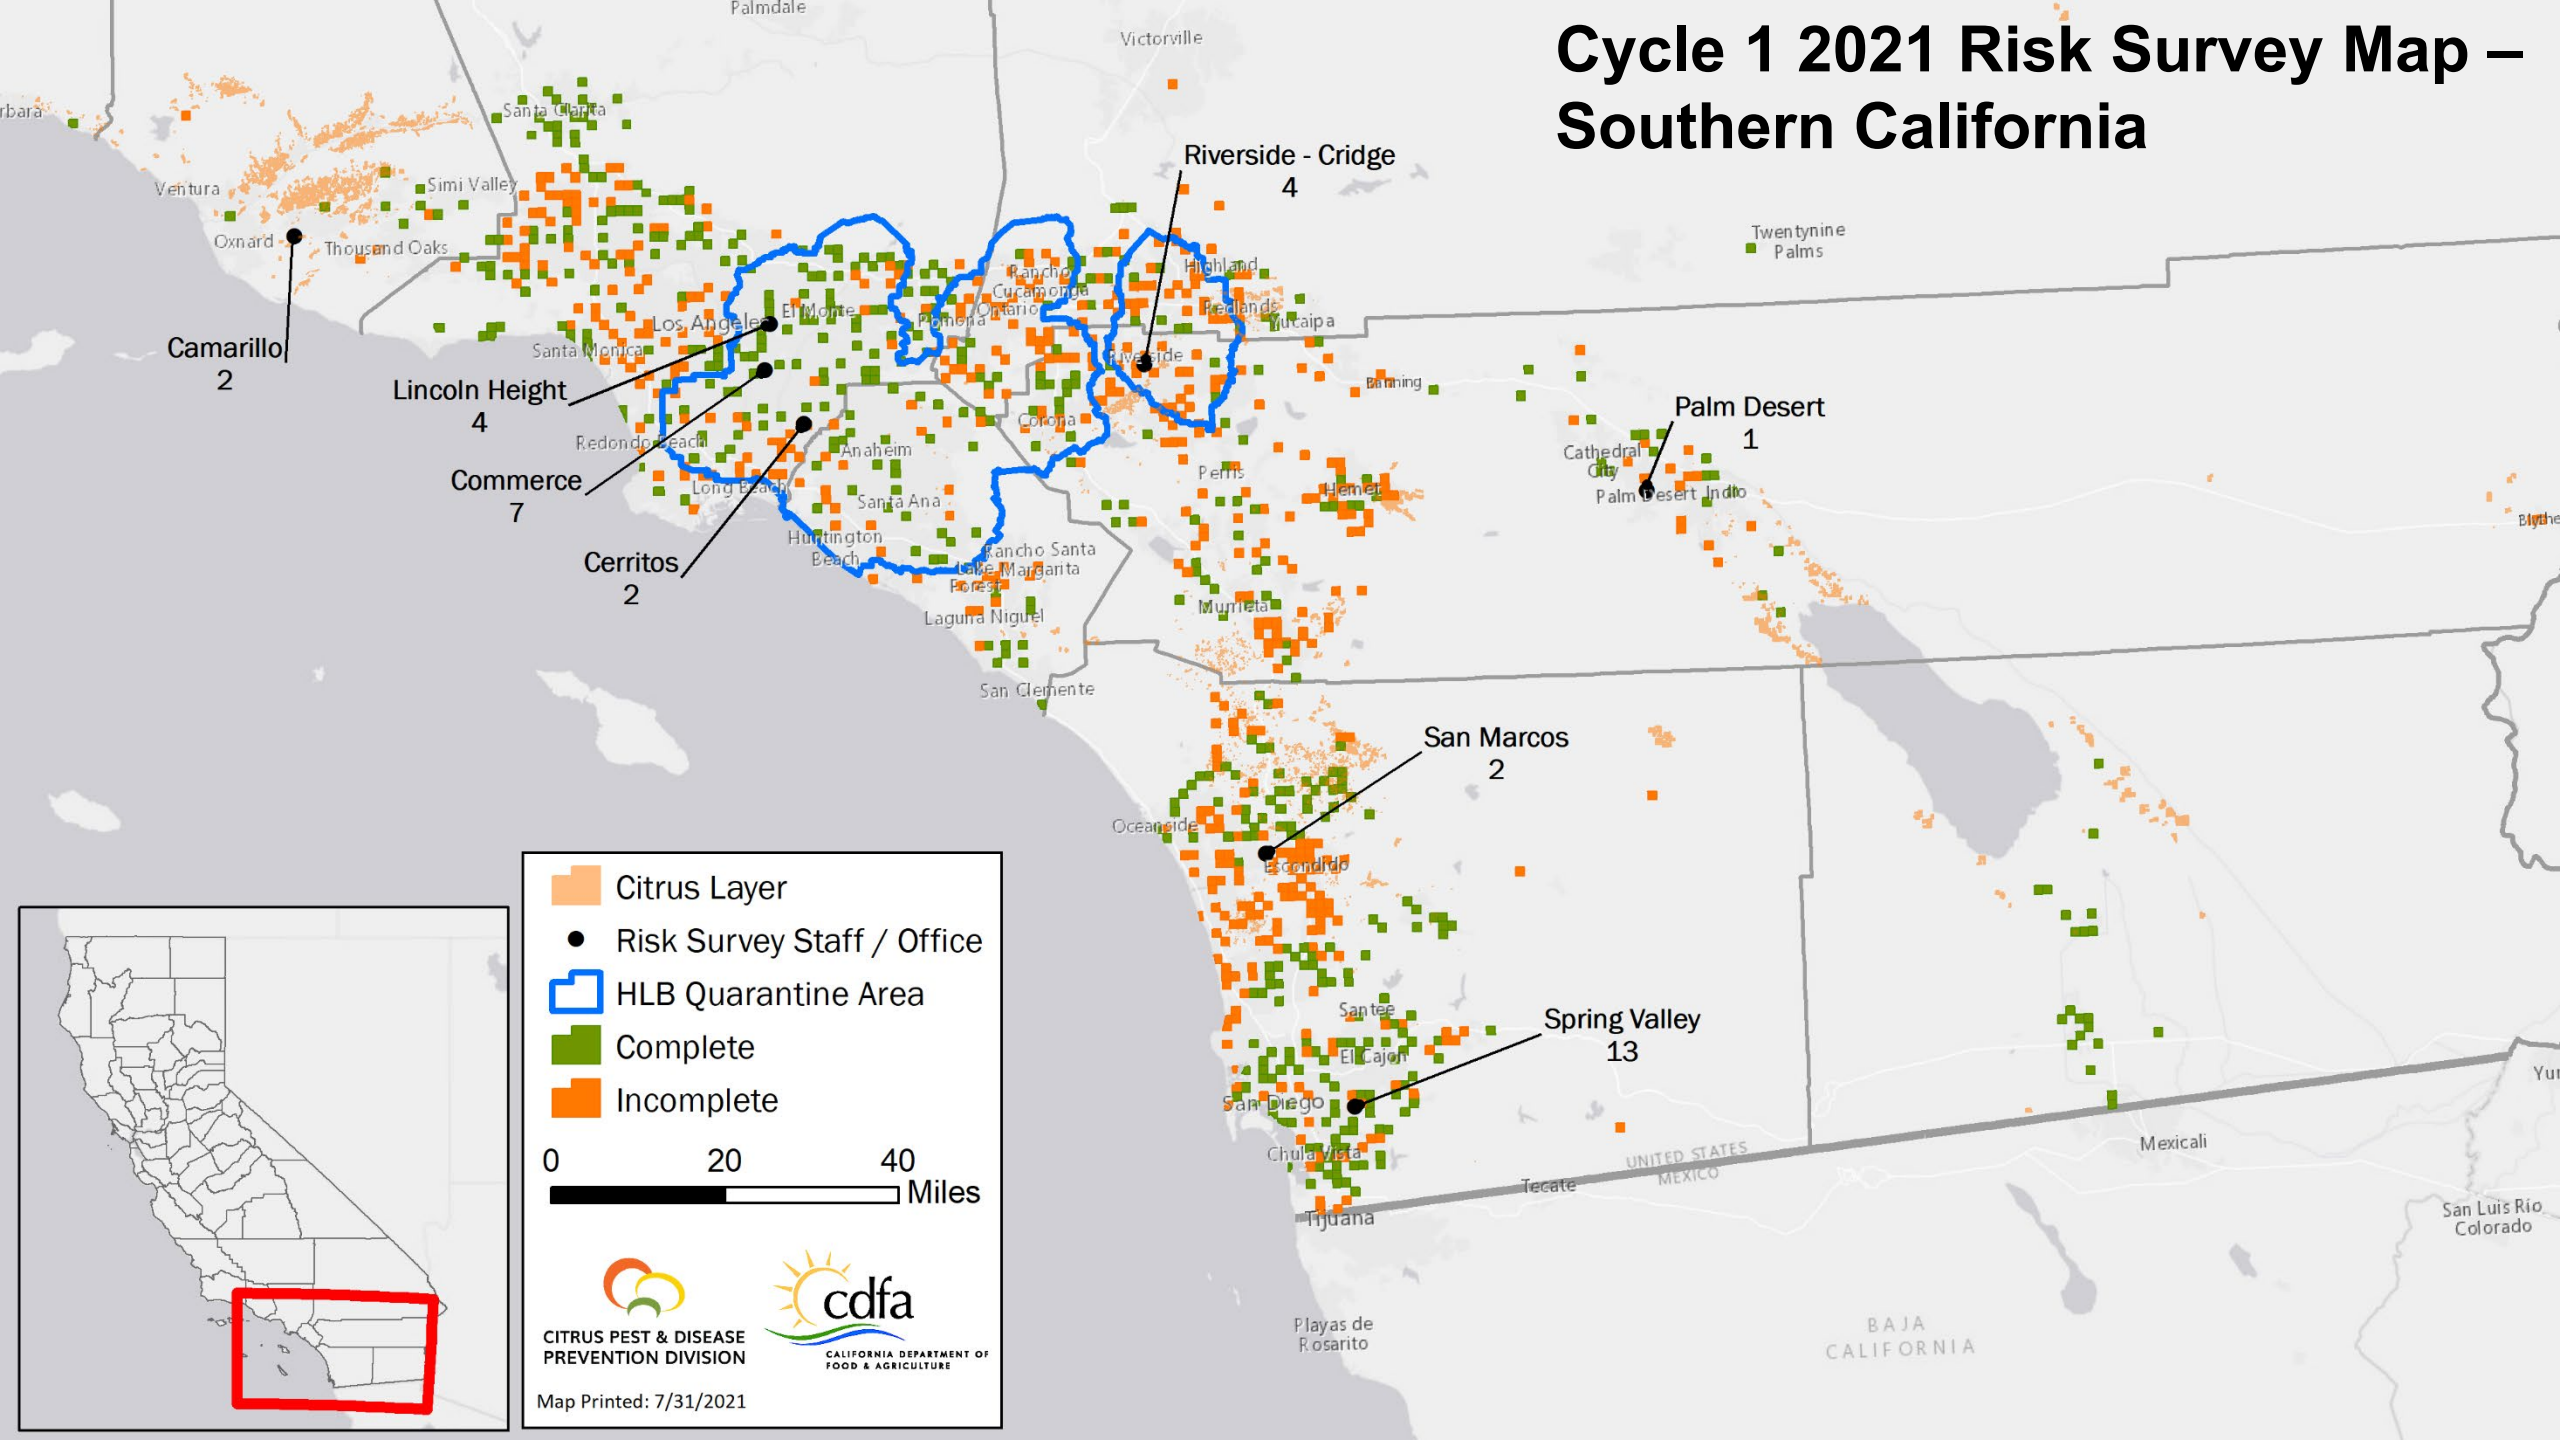 Cycle 1 2021 Risk Survey Map –
Southern California
Palmdale
Victorville
rbara
Santa Clarita
Riverside - Cridge
4
Ventura
Simi Valley
Oxnard
Thousand Oaks
Twentynine
Palms
Highland
Rancho
Cucamonga
Redlands
Ontario
El Monte
Pomona
Los Angeles
Yucaipa
Santa Monica
Riverside
Camarillo
2
Banning
Lincoln Height
4
Palm Desert
1
Corona
Redondo Beach
Anaheim
Cathedral
City
Perris
Commerce
7
Long Beach
Hemet
Palm Desert
Indio
Santa Ana
Blythe
Huntington
Beach
Rancho Santa
Margarita
Lake
Forest
Cerritos
2
Murrieta
Laguna Niguel
San Clemente
San Marcos
2
Oceanside
Escondido
Santee
Spring Valley
13
El Cajon
San Diego
Chula Vista
Yur
UNITED STATES
MEXICO
Mexicali
Tecate
Tijuana
San Luis Río
Colorado
Playas de
Rosarito
BAJA
CALIFORNIA
Citrus Layer
Risk Survey Staff / Office
HLB Quarantine Area
Complete
Incomplete
0 20 40
Miles
CITRUS PEST & DISEASE
PREVENTION DIVISION
cdfa
CALIFORNIA DEPARTMENT OF
FOOD & AGRICULTURE
Map Printed: 7/31/2021